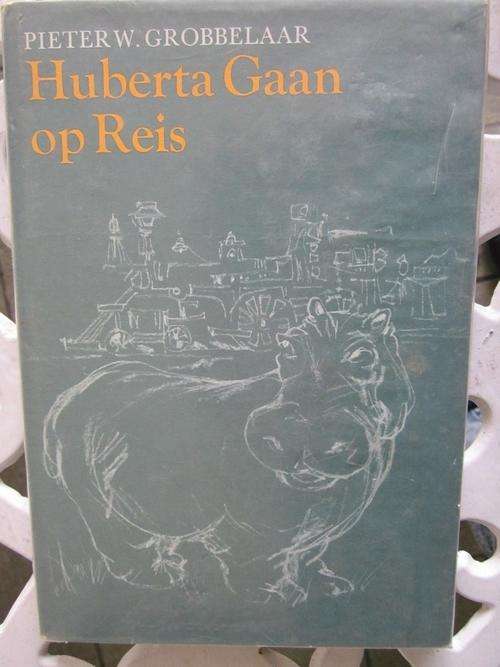 PIETER W. GROBBELAAR
Huberta Gaan
op Reis